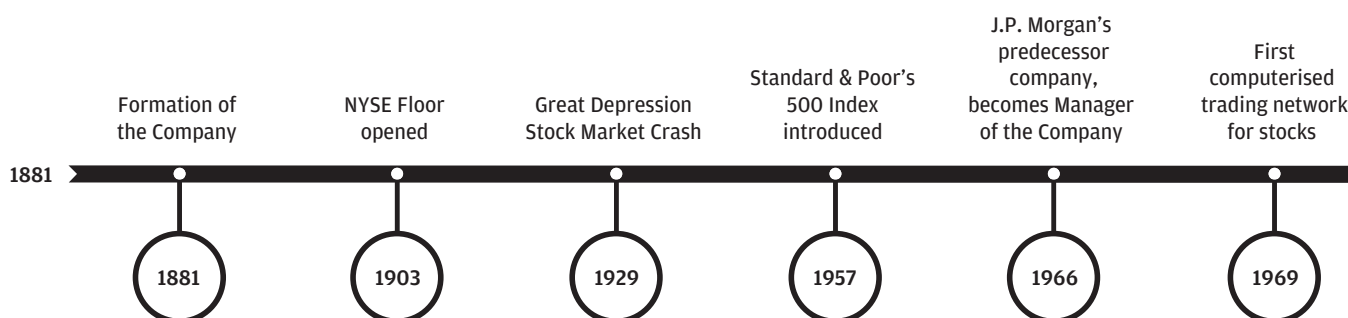 Formation of
the Company
NYSE Floor
opened
Great Depression
Stock Market Crash
Standard & Poor's
500 Index
introduced
J.P. Morgan's
predecessor
company,
becomes Manager
of the Company
First
computerised
trading network
for stocks
1881
1881
1903
1929
1957
1966
1969